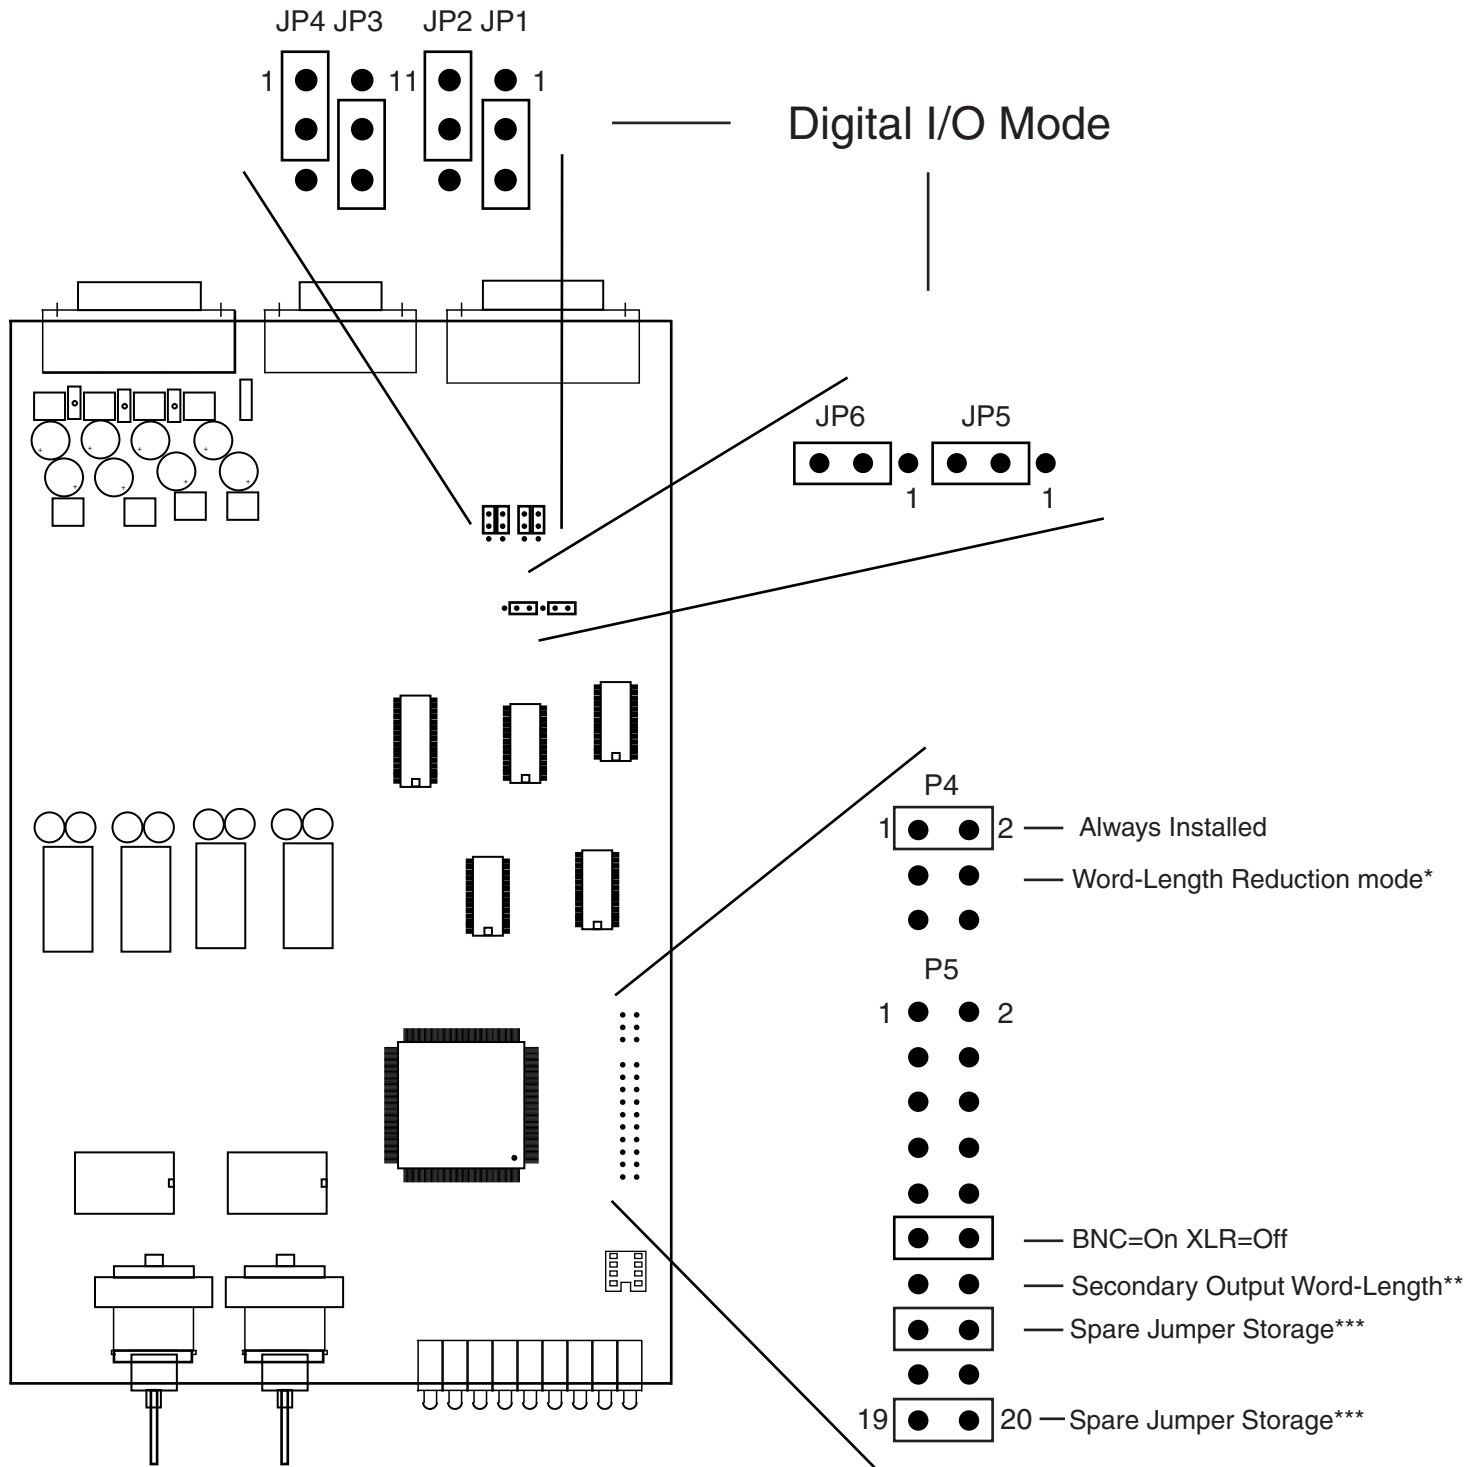 JP4 JP3 JP2 JP1
1 11 1
Digital I/O Mode
JP6 JP5
1 1
P4
1 2 Always Installed
Word-Length Reduction mode*
P5
1 2
BNC=On XLR=Off
Secondary Output Word-Length**
Spare Jumper Storage***
19 20 Spare Jumper Storage***